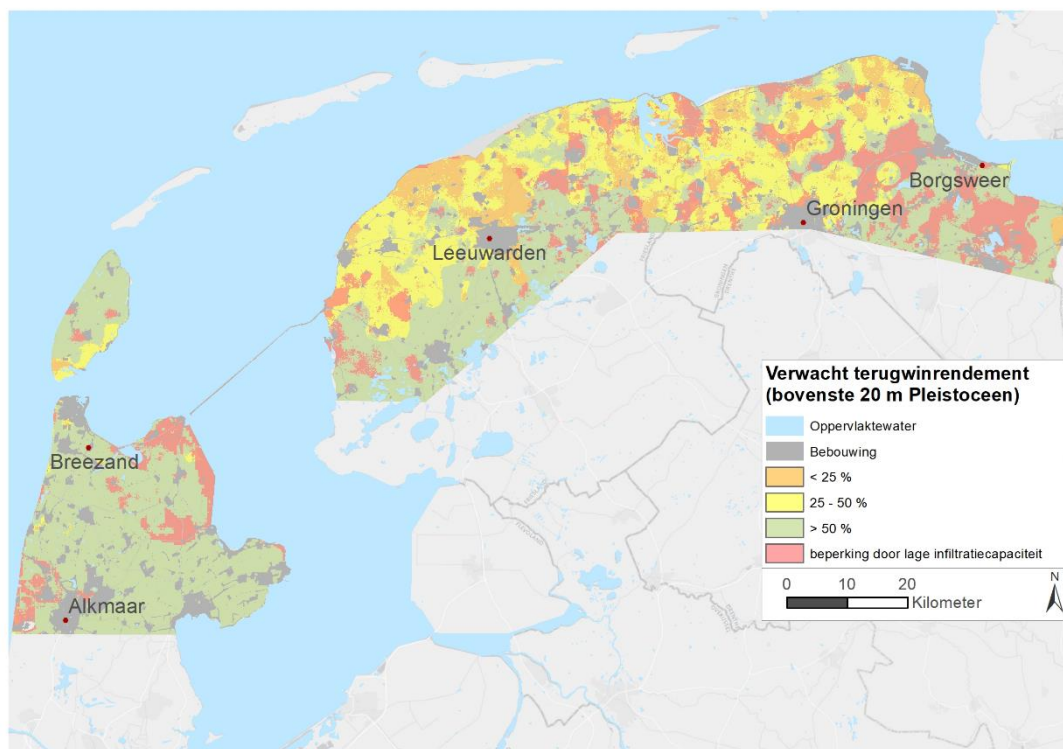 Borgsweer
Groningen
Leeuwarden
Breezand
Alkmaar
Verwacht terugwinrendement
(bovenste 20 m Pleistoceen)
Oppervlaktewater
Bebouwing
< 25 %
25 - 50 %
> 50 %
beperking door lage infiltratiecapaciteit
N
0 10 20
Kilometer